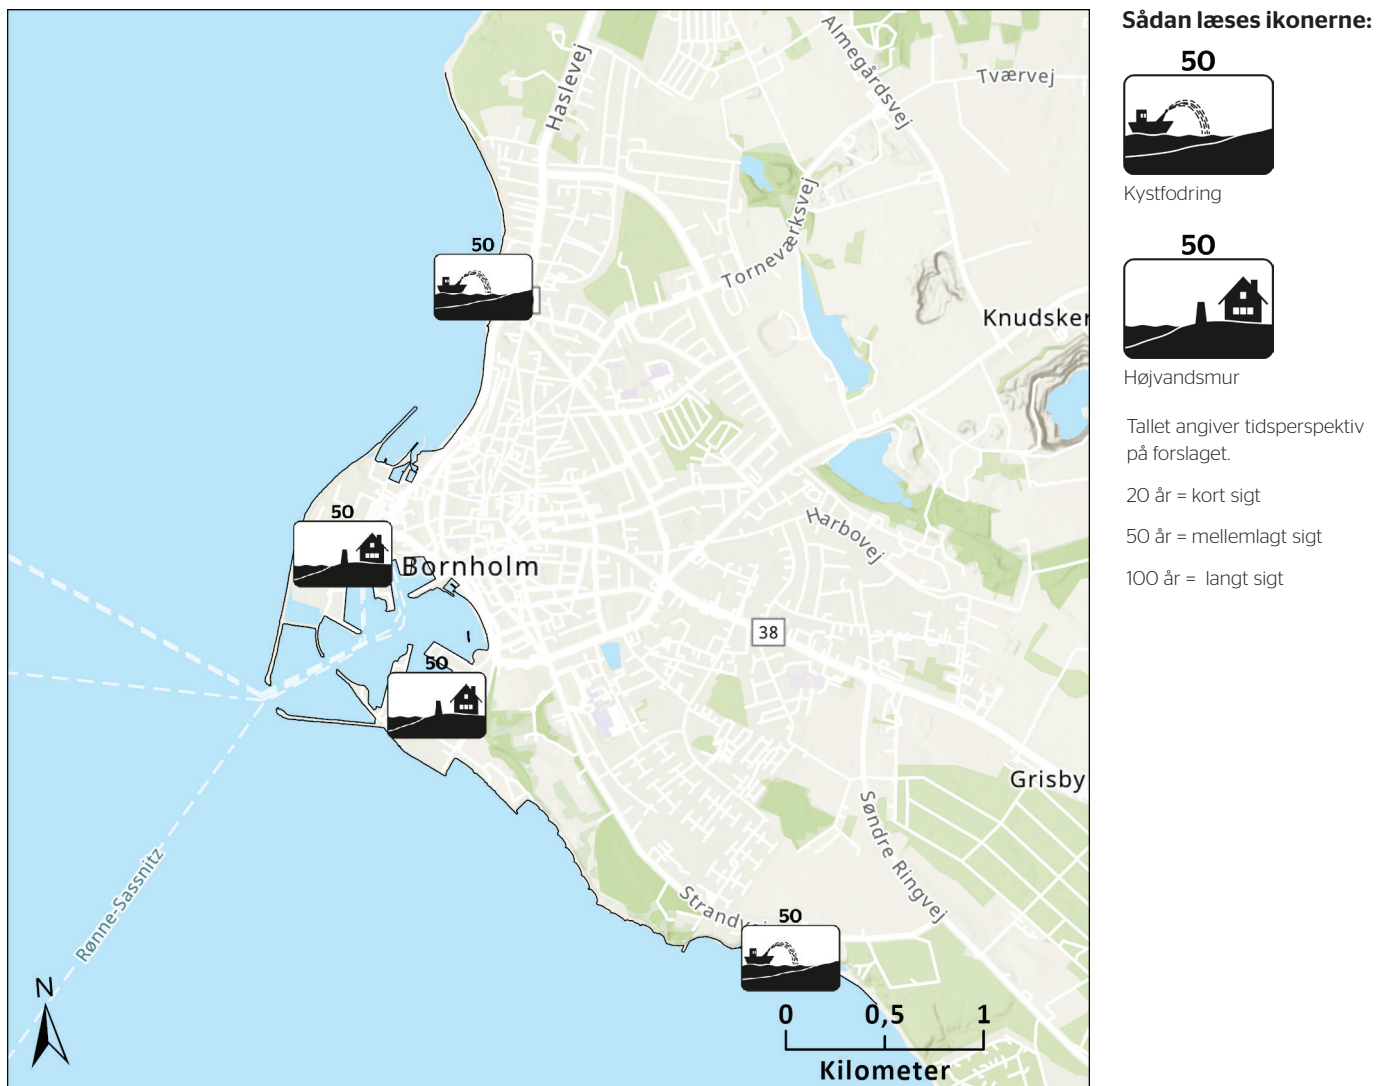 Sådan læses ikonerne:
50
Kystfodring
50
Højvandsmur
Tallet angiver tidsperspektiv
på forslaget.
20 år = kort sigt
50 år = mellemlagt sigt
100 år = langt sigt
Haslevej
Almegårdsvej
Tværvej
Torneværksvej
50
Knudsker
50
Bornholm
Harbovej
38
50
Grisby
Søndre Ringvej
Strandvej
50
Rønne-Sassnitz
N
0 0,5 1
Kilometer